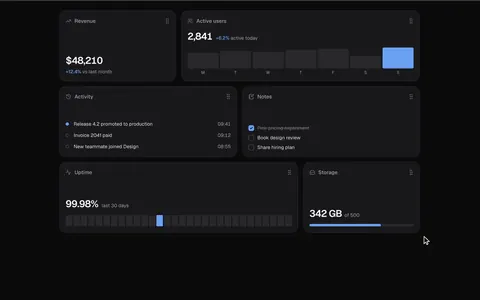 Revenue
$48,210
+12.4% vs last month
Active users
2,841 +6.2% active today
M T W T F S S
Activity
Release 4.2 promoted to production 09:41
Invoice 2041 paid 09:12
New teammate joined Design 08:55
Notes
Book design review
Share hiring plan
Uptime
99.98% last 30 days
Storage
342 GB of 500